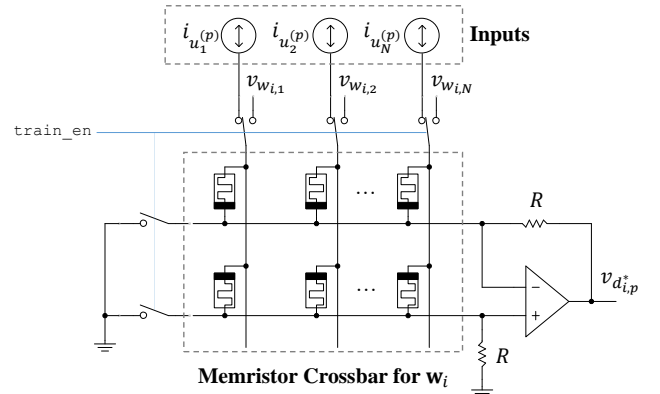 i_{u_1^{(p)}} i_{u_2^{(p)}} i_{u_N^{(p)}} Inputs
v_{w_{i,1}} v_{w_{i,2}} v_{w_{i,N}}
train_en
... R
v_{d^*_{i,p}}
−
... +
R
Memristor Crossbar for w_i